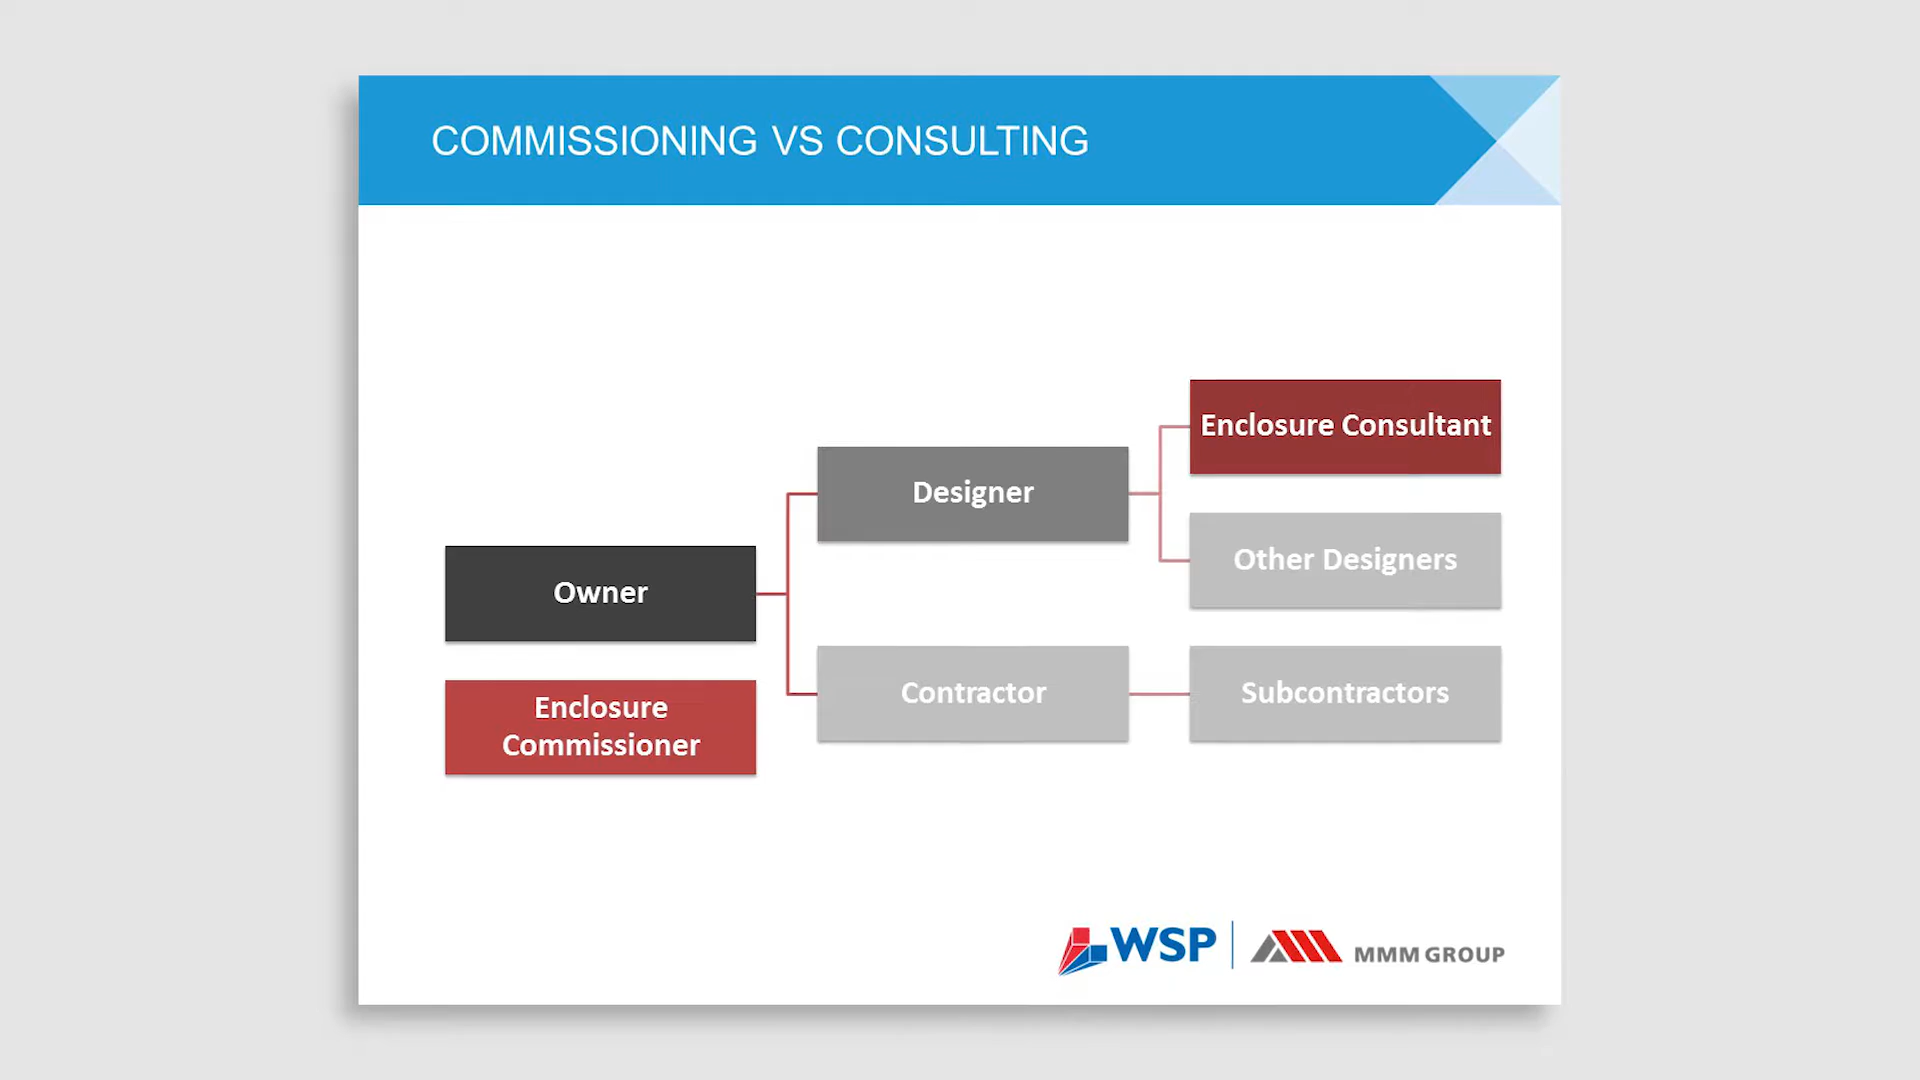 COMMISSIONING VS CONSULTING
Enclosure Consultant
Designer
Other Designers
Owner
Contractor
Subcontractors
Enclosure
Commissioner
WSP
MMM GROUP